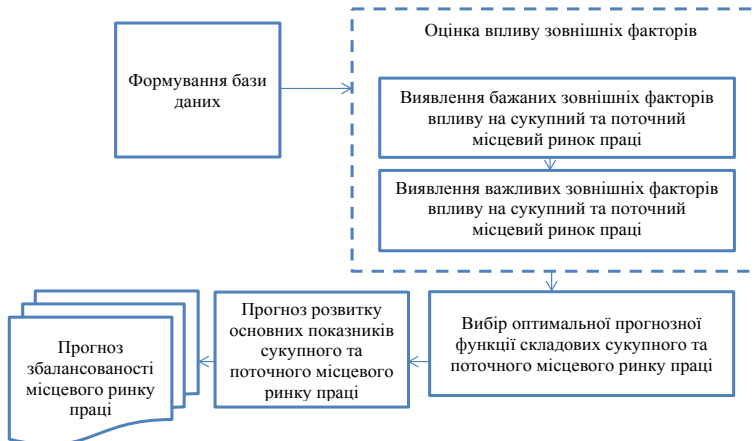 Оцінка впливу зовнішніх факторів
Формування бази
даних
Виявлення бажаних зовнішніх факторів
впливу на сукупний та поточний
місцевий ринок праці
Виявлення важливих зовнішніх факторів
впливу на сукупний та поточний
місцевий ринок праці
Вибір оптимальної прогнозної
функції складових сукупного та
поточного місцевого ринку праці
Прогноз розвитку
основних показників
сукупного та
поточного місцевого
ринку праці
Прогноз
збалансованості
місцевого ринку
праці